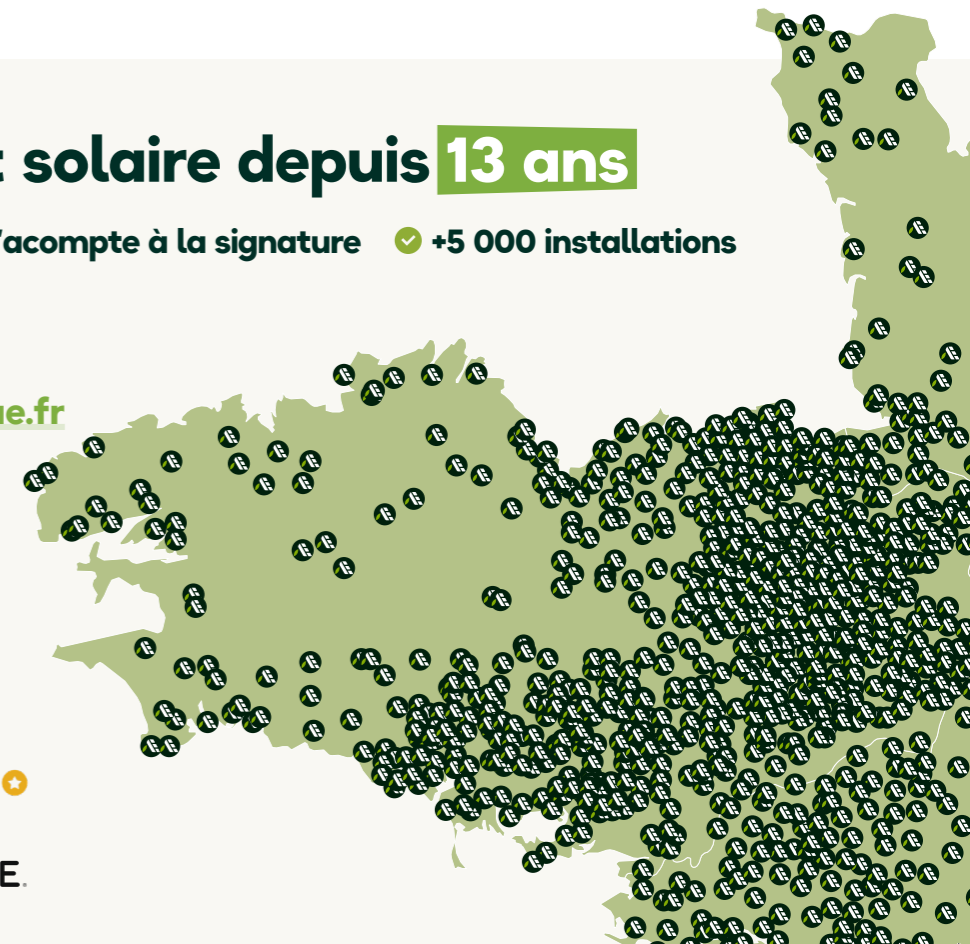 solaire depuis 13 ans
'acompte à la signature +5 000 installations
ue.fr
E.